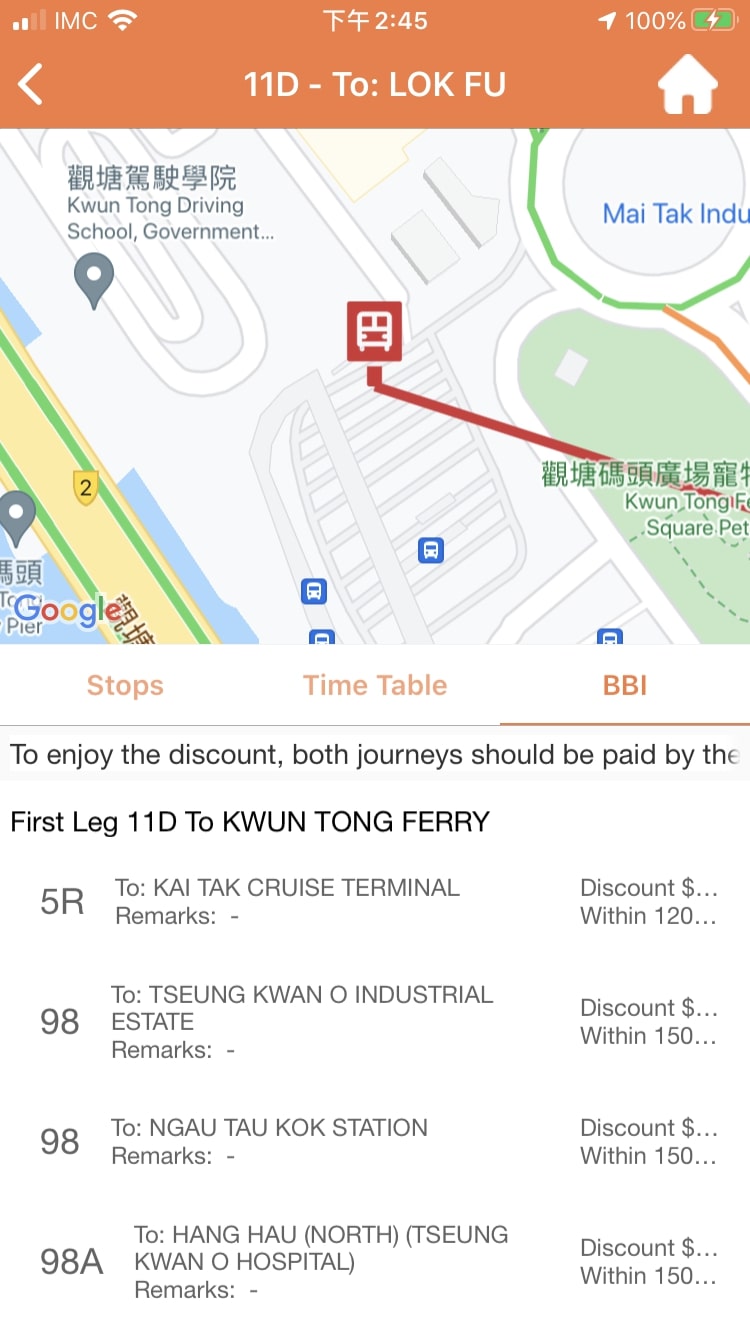 IMC 下午2:45 100%
11D - To: LOK FU
觀塘駕駛學院
Kwun Tong Driving
School, Government...
Mai Tak Indu
2
觀塘碼頭廣場寵物
Kwun Tong Fe
Square Pet
碼頭
Pier
Google
觀塘
Stops Time Table BBI
To enjoy the discount, both journeys should be paid by the
First Leg 11D To KWUN TONG FERRY
5R To: KAI TAK CRUISE TERMINAL Discount $...
Remarks: - Within 120...
98 To: TSEUNG KWAN O INDUSTRIAL
ESTATE Discount $...
Remarks: - Within 150...
98 To: NGAU TAU KOK STATION Discount $...
Remarks: - Within 150...
98A To: HANG HAU (NORTH) (TSEUNG
KWAN O HOSPITAL) Discount $...
Remarks: - Within 150...